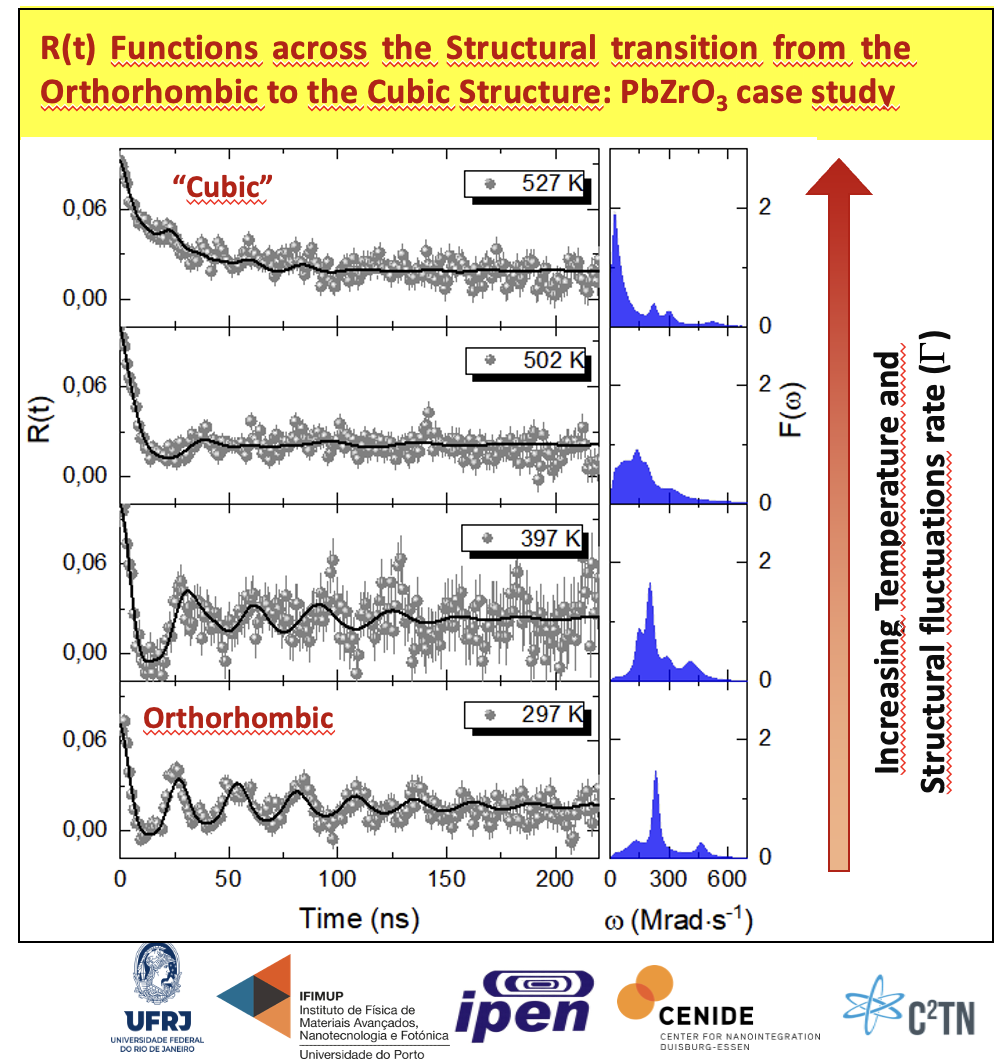 R(t) Functions across the Structural transition from the
Orthorhombic to the Cubic Structure: PbZrO₃ case study
“Cubic”
527 K
0,06
0,00
2
0
502 K
0,06
0,00
2
0
397 K
0,06
0,00
2
0
Orthorhombic
297 K
0,06
0,00
2
0
R(t)
F(ω)
0 50 100 150 200
0 300 600
Time (ns)
ω (Mrad·s⁻¹)
Increasing Temperature and
Structural fluctuations rate (Γ)
UFRJ
UNIVERSIDADE FEDERAL
DO RIO DE JANEIRO
IFIMUP
Instituto de Física de
Materiais Avançados,
Nanotecnologia e Fotónica
Universidade do Porto
ipen
CENIDE
CENTER FOR NANOINTEGRATION
DUISBURG-ESSEN
C²TN